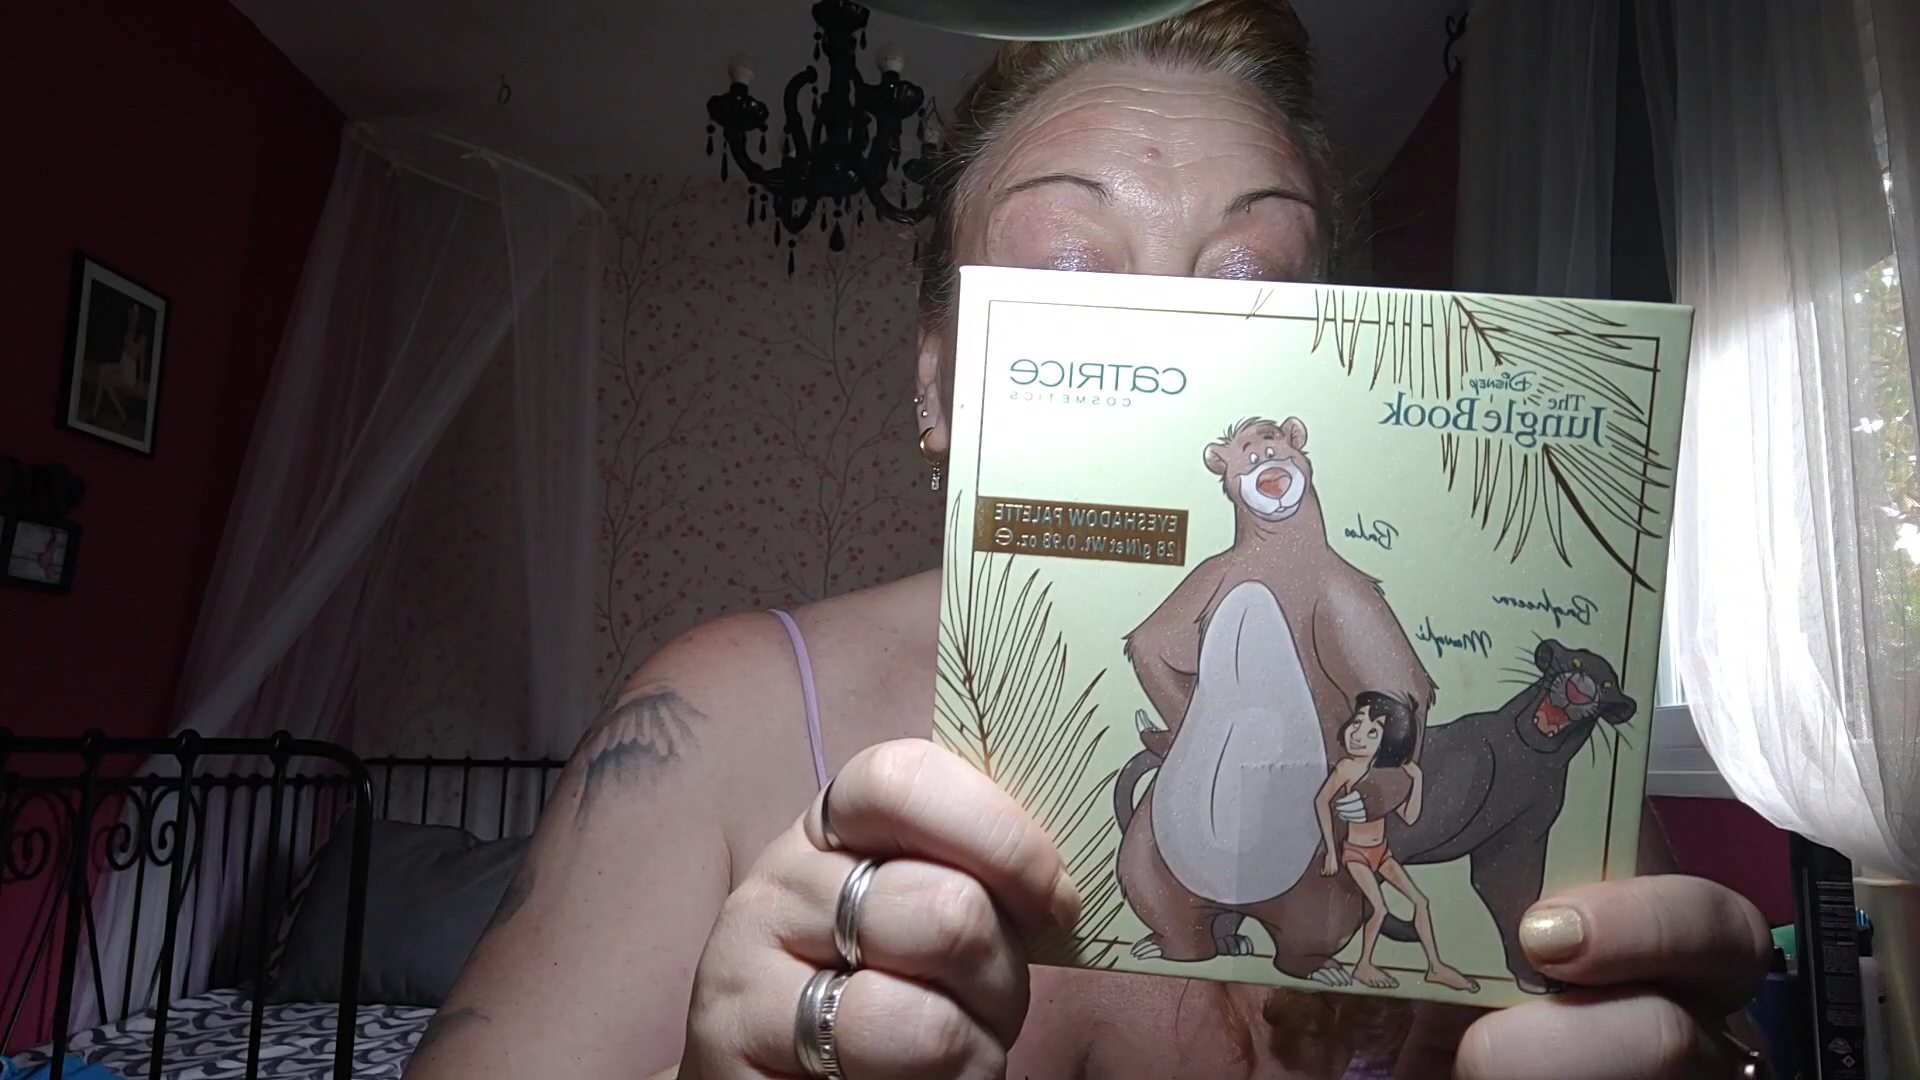 CATRICE
COSMETICS
Disney
The
Jungle Book
EYESHADOW PALETTE
28 g/Net Wt. 0.98 oz. ℮
Baloo
Bagheera
Mowgli